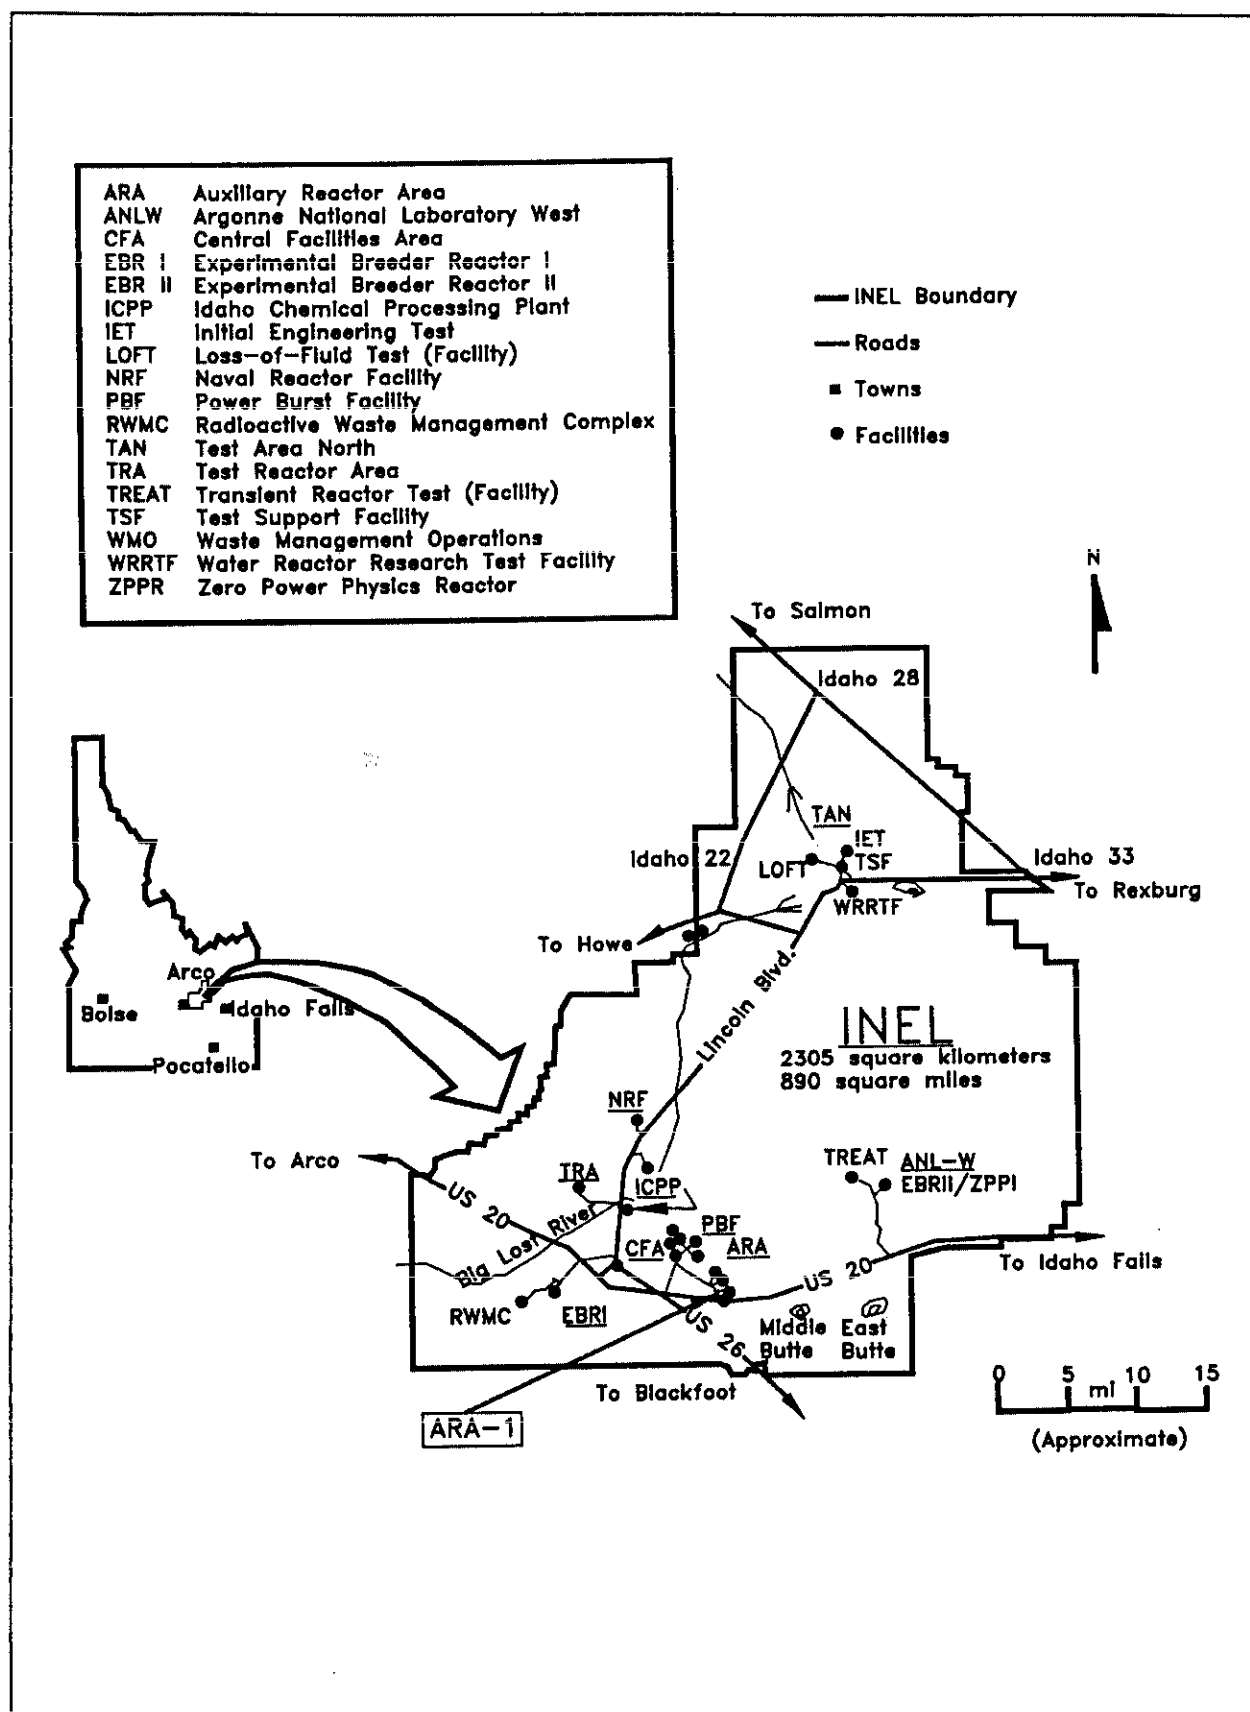 ARA Auxiliary Reactor Area
ANLW Argonne National Laboratory West
CFA Central Facilities Area
EBR I Experimental Breeder Reactor I
EBR II Experimental Breeder Reactor II
ICPP Idaho Chemical Processing Plant
IET Initial Engineering Test
LOFT Loss-of-Fluid Test (Facility)
NRF Naval Reactor Facility
PBF Power Burst Facility
RWMC Radioactive Waste Management Complex
TAN Test Area North
TRA Test Reactor Area
TREAT Transient Reactor Test (Facility)
TSF Test Support Facility
WMO Waste Management Operations
WRRTF Water Reactor Research Test Facility
ZPPR Zero Power Physics Reactor
INEL Boundary
Roads
Towns
Facilities
N
To Salmon
Idaho 28
TAN
IET
Idaho 22
LOFT
TSF
Idaho 33
To Rexburg
WRRTF
To Howe
Lincoln Blvd.
Arco
Boise
Idaho Falls
Pocatello
INEL
2305 square kilometers
890 square miles
NRF
To Arco
TREAT
ANL-W
EBRII/ZPPI
TRA
ICPP
US 20
Big Lost River
PBF
CFA
ARA
To Idaho Falls
US 20
RWMC
EBRI
US 26
Middle Butte
East Butte
To Blackfoot
ARA-1
0 5 10 15
mi
(Approximate)